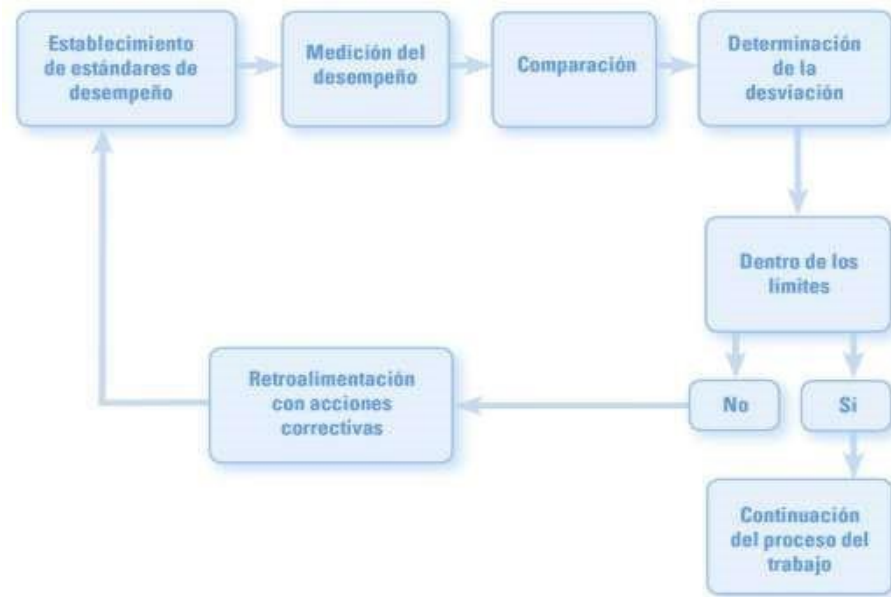 Establecimiento
de estándares de
desempeño
Medición del
desempeño
Comparación
Determinación
de la
desviación
Dentro de los
límites
No
Si
Retroalimentación
con acciones
correctivas
Continuación
del proceso del
trabajo